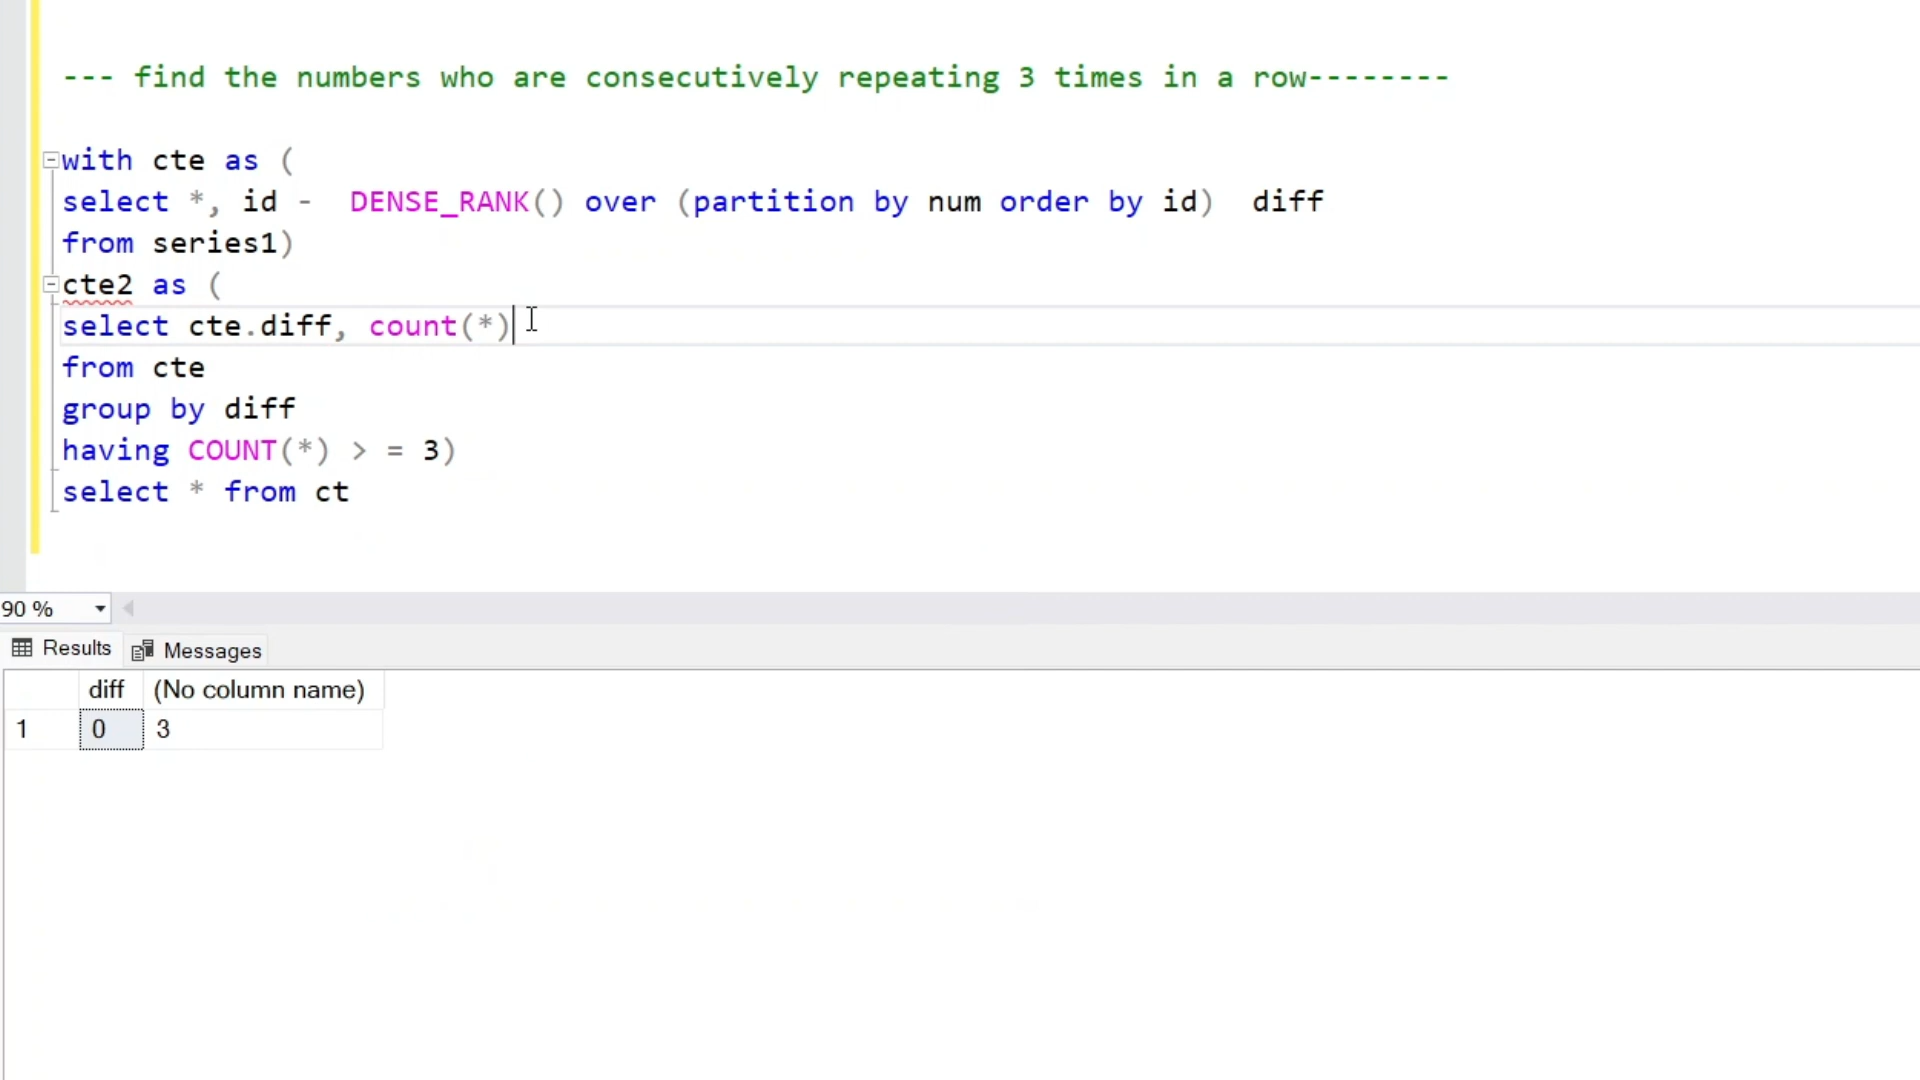 --- find the numbers who are consecutively repeating 3 times in a row--------
with cte as (
select *, id -  DENSE_RANK() over (partition by num order by id)  diff
from series1)
cte2 as (
select cte.diff, count(*)
from cte
group by diff
having COUNT(*) > = 3)
select * from ct
90 %
Results Messages
diff (No column name)
1 0 3